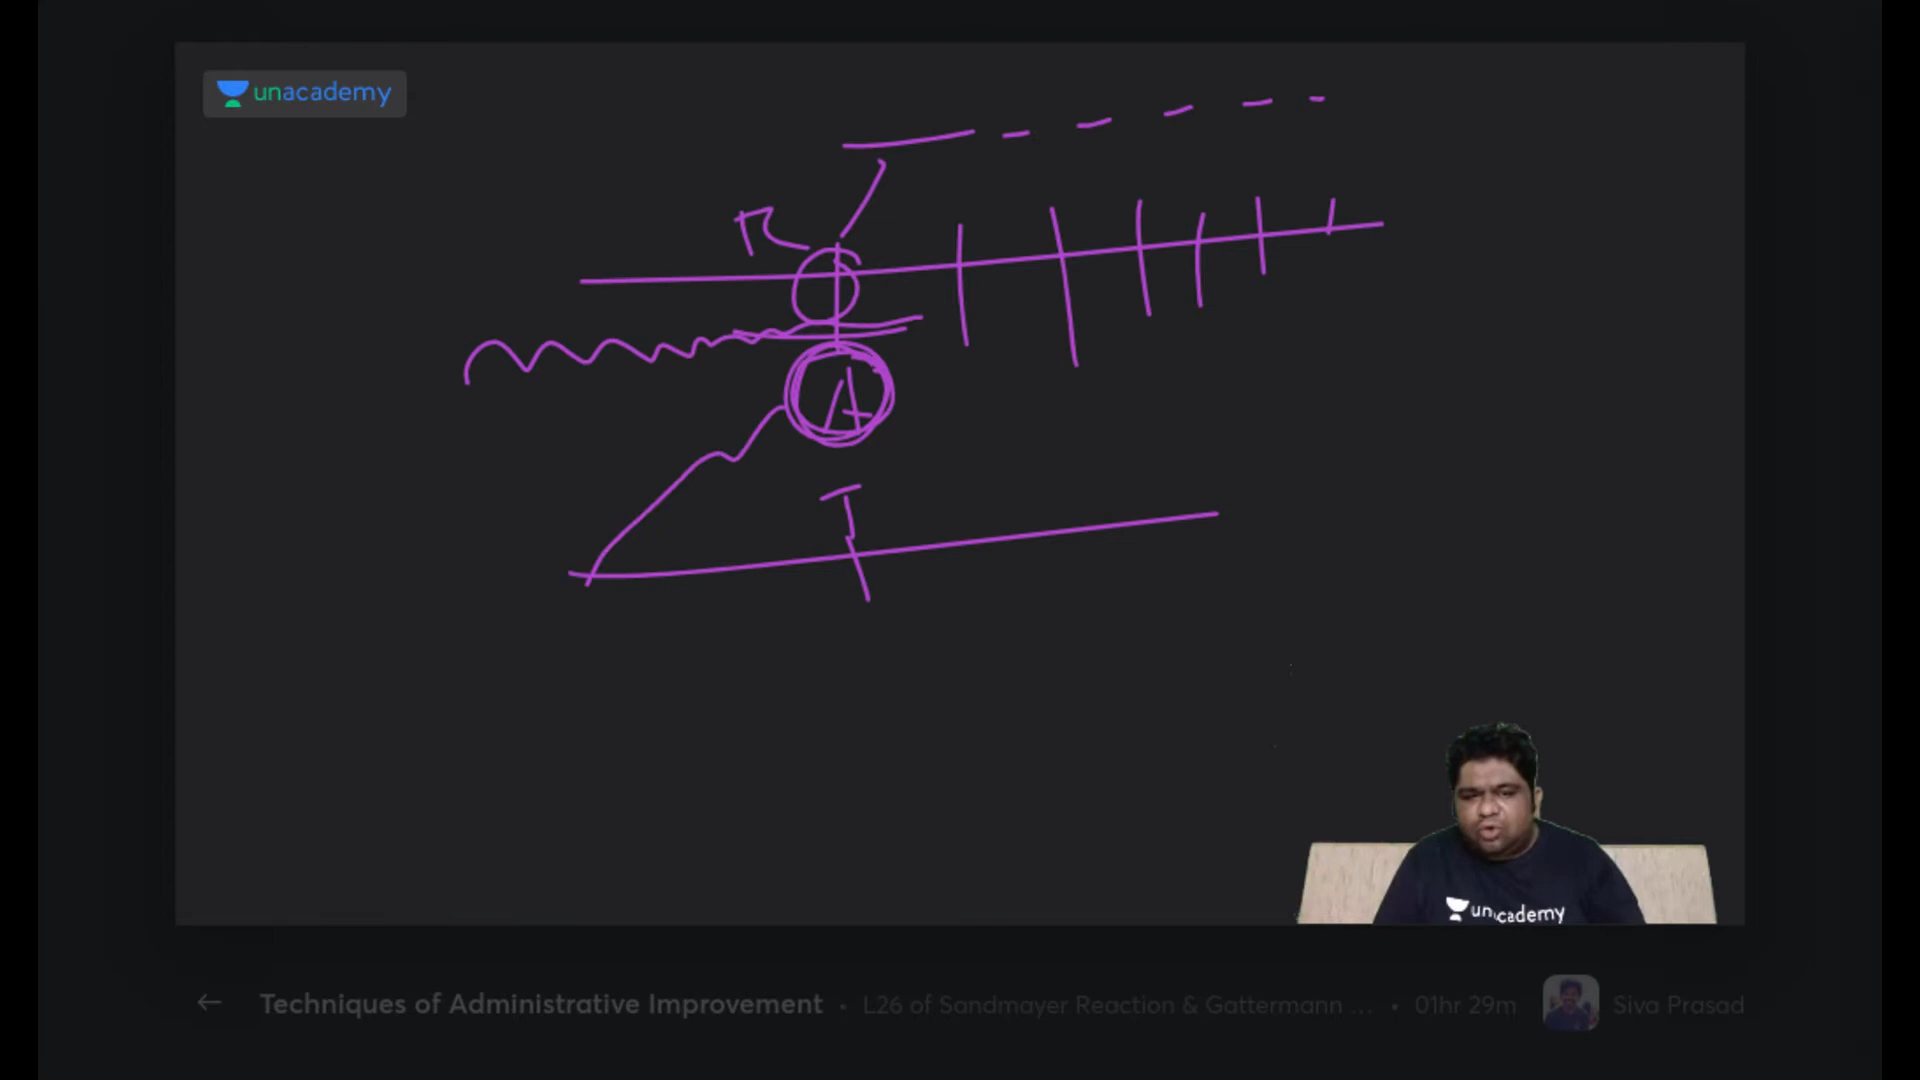 unacademy
A
I
unacademy
Techniques of Administrative Improvement • L26 of Sandmayer Reaction & Gattermann ... • 01hr 29m Siva Prasad